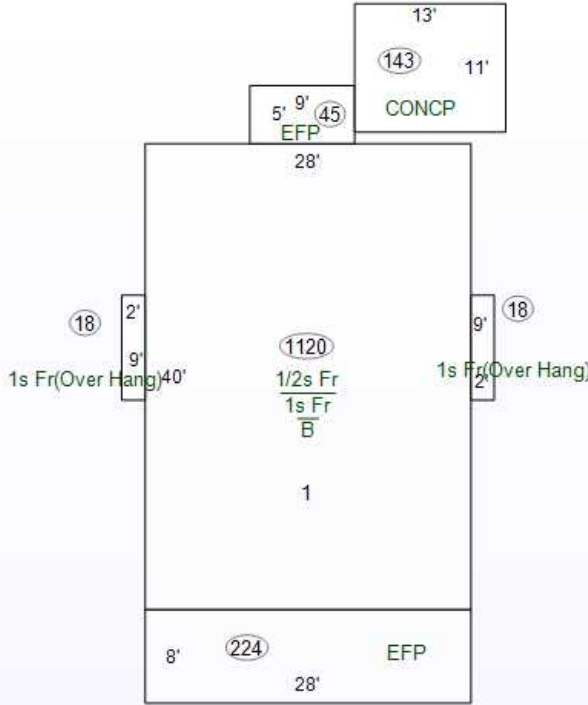 13'
143
11'
CONCP
9'
5'
45
EFP
28'
2'
18
9'
1s Fr(Over Hang)
40'
1120
1/2s Fr
1s Fr
B
1
9'
18
1s Fr(Over Hang)
2'
8'
224
EFP
28'